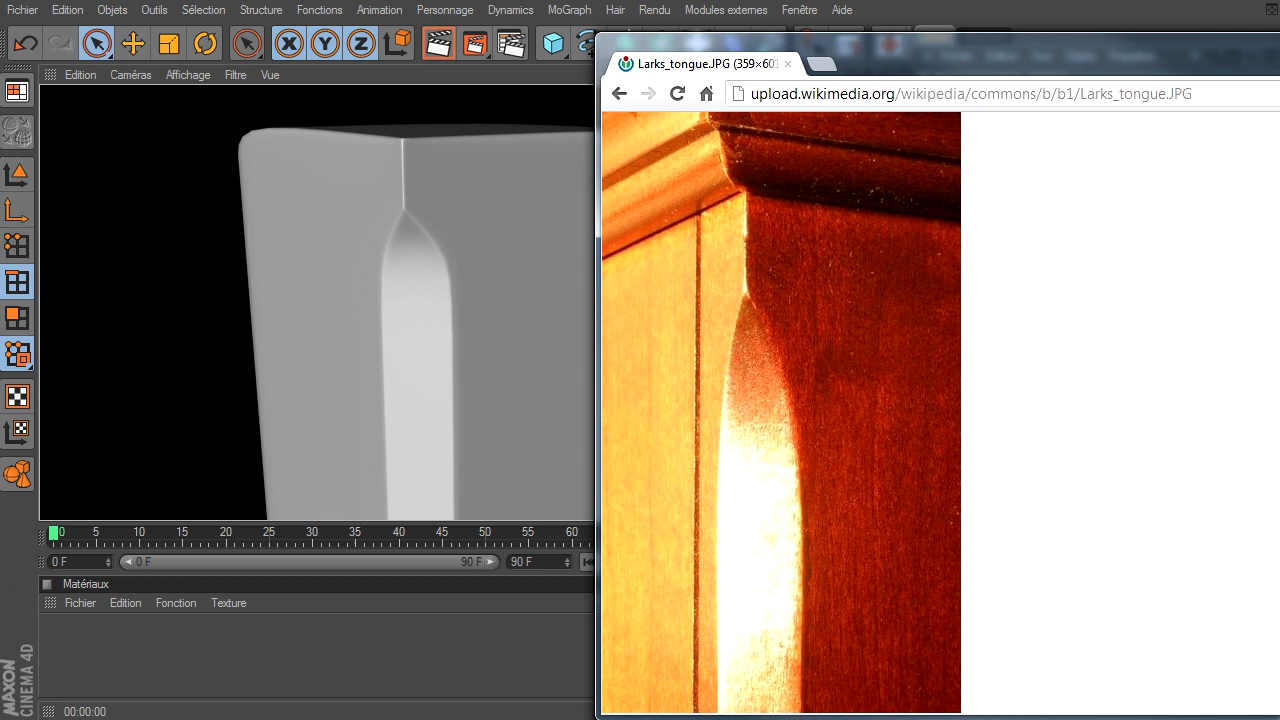 Fichier Edition Objets Outils Sélection Structure Fonctions Animation Personnage Dynamics MoGraph Hair Rendu Modules externes Fenêtre Aide
X Y Z
Edition Caméras Affichage Filtre Vue
Larks_tongue.JPG (359×601
upload.wikimedia.org/wikipedia/commons/b/b1/Larks_tongue.JPG
0 5 10 15 20 25 30 35 40 45 50 55 60
0 F 0 F 90 F 90 F
Matériaux
Fichier Edition Fonction Texture
MAXON
CINEMA 4D
00:00:00